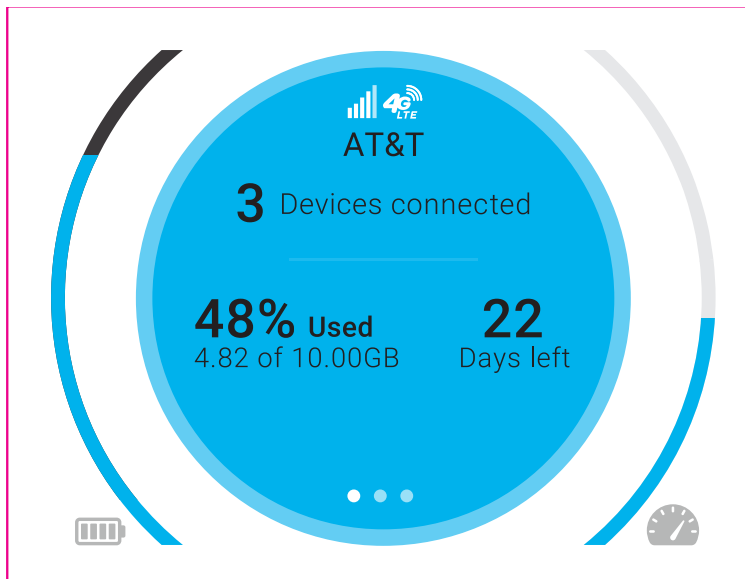 4G
LTE
AT&T
3 Devices connected
48% Used
22
4.82 of 10.00GB
Days left